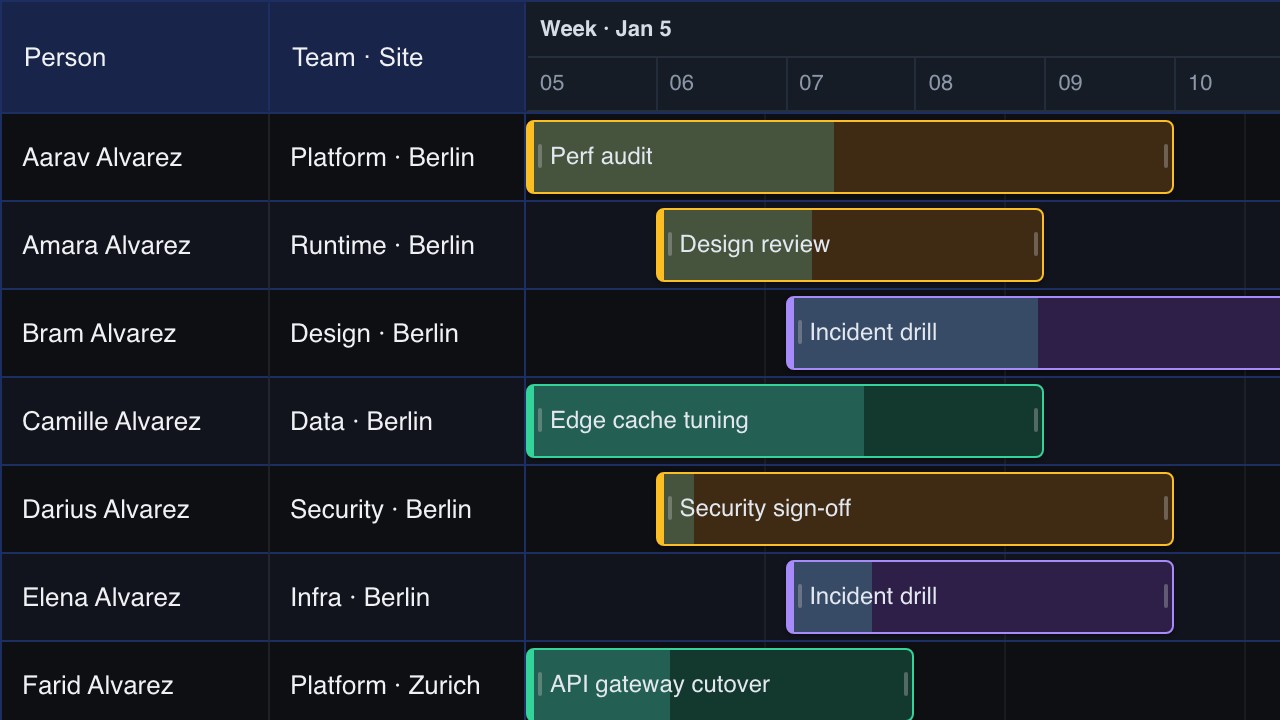 Person
Team · Site
Week · Jan 5
05 06 07 08 09 10
Aarav Alvarez
Platform · Berlin
Perf audit
Amara Alvarez
Runtime · Berlin
Design review
Bram Alvarez
Design · Berlin
Incident drill
Camille Alvarez
Data · Berlin
Edge cache tuning
Darius Alvarez
Security · Berlin
Security sign-off
Elena Alvarez
Infra · Berlin
Incident drill
Farid Alvarez
Platform · Zurich
API gateway cutover